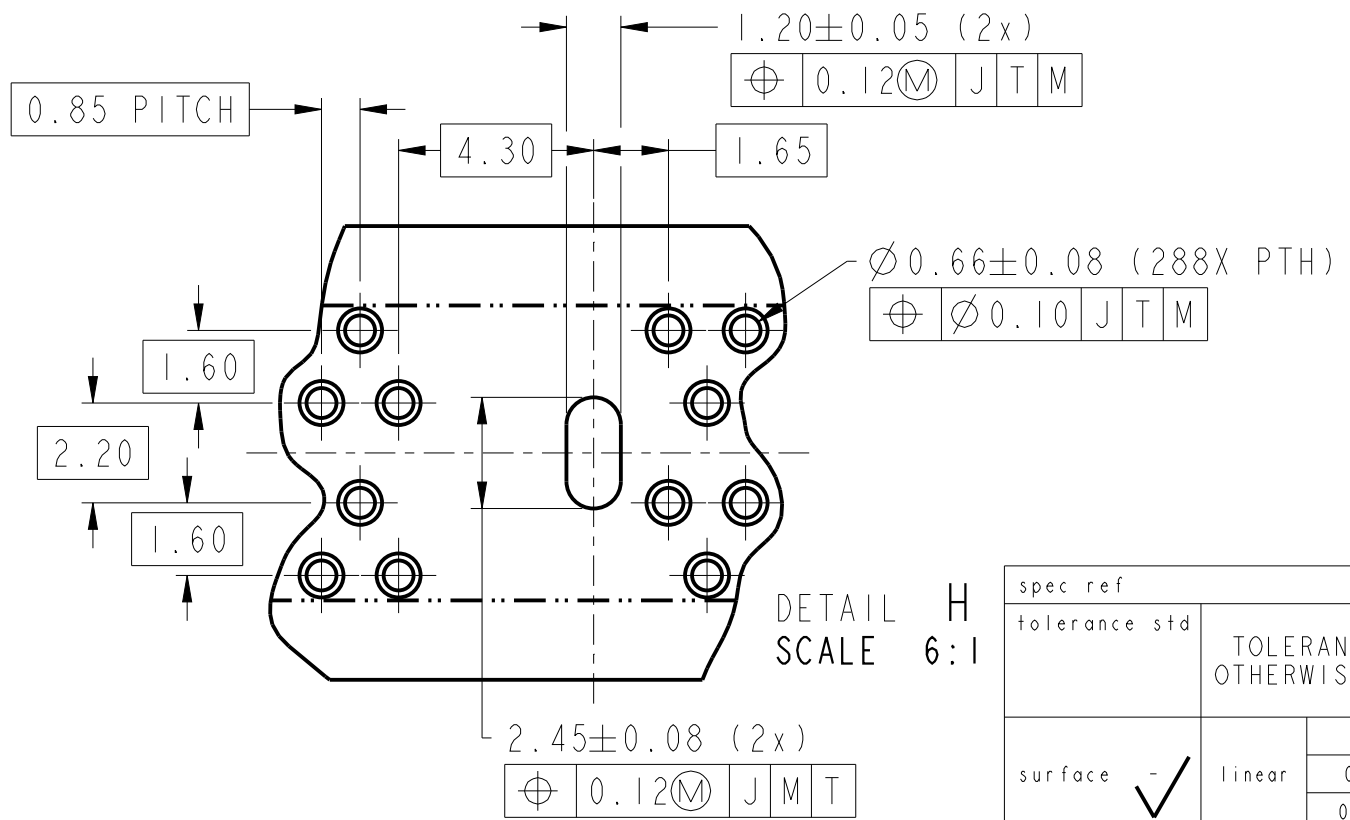 1.20±0.05 (2x)
⌖ 0.12Ⓜ J T M
0.85 PITCH
4.30
1.65
⌀0.66±0.08 (288X PTH)
⌖ ⌀0.10 J T M
1.60
2.20
1.60
DETAIL H
SCALE 6:1
2.45±0.08 (2x)
⌖ 0.12Ⓜ J M T
spec ref
tolerance std
TOLERAN
OTHERWIS
surface -
linear
0
0